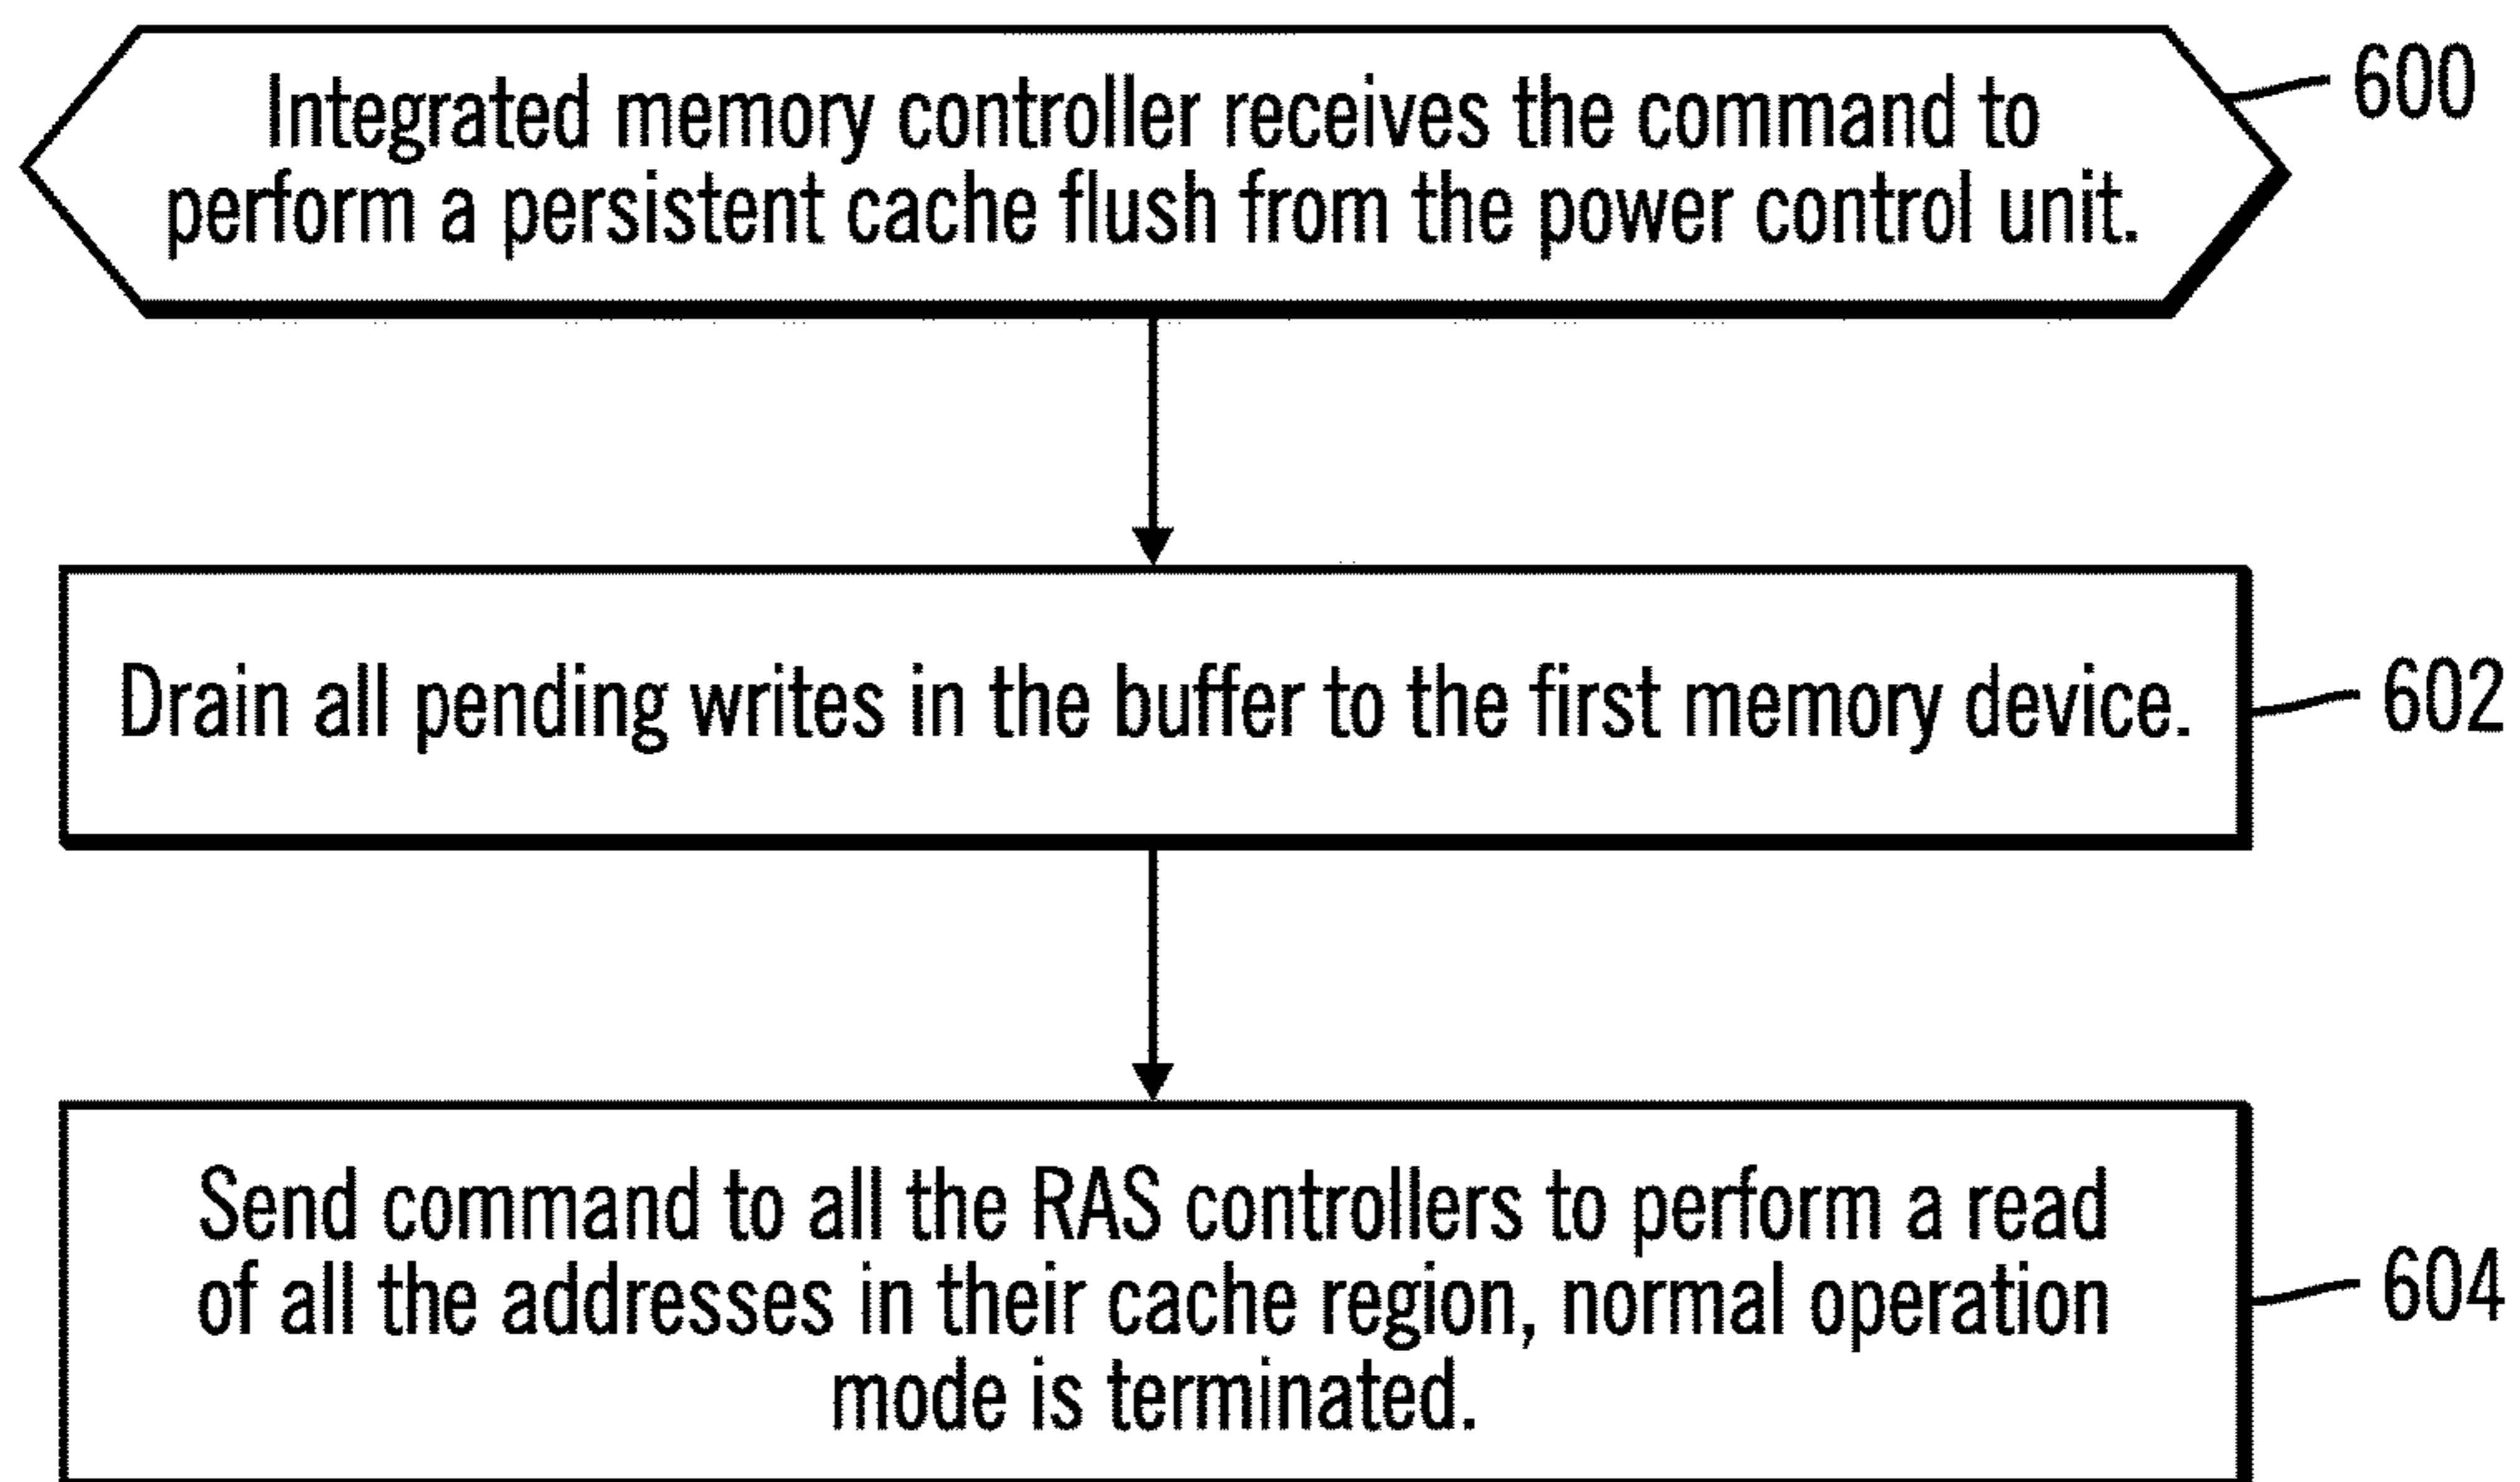 Integrated memory controller receives the command to
600
perform a persistent cache flush from the power control unit.
Drain all pending writes in the buffer to the first memory device.
602
Send command to all the RAS controllers to perform a read
of all the addresses in their cache region, normal operation
604
mode is terminated.